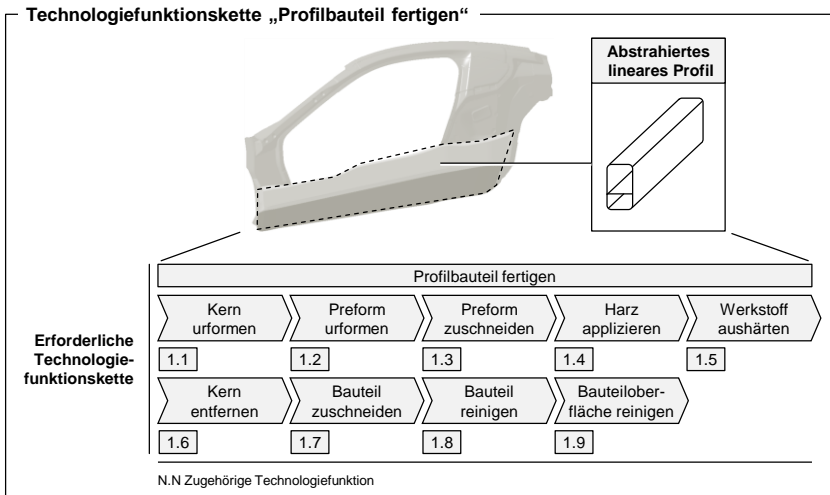 Technologiefunktionskette „Profilbauteil fertigen“
Abstrahiertes
lineares Profil
Profilbauteil fertigen
Erforderliche
Technologie-
funktionskette
Kern
urformen
Preform
urformen
Preform
zuschneiden
Harz
applizieren
Werkstoff
aushärten
1.1
1.2
1.3
1.4
1.5
Kern
entfernen
Bauteil
zuschneiden
Bauteil
reinigen
Bauteilober-
fläche reinigen
1.6
1.7
1.8
1.9
N.N Zugehörige Technologiefunktion